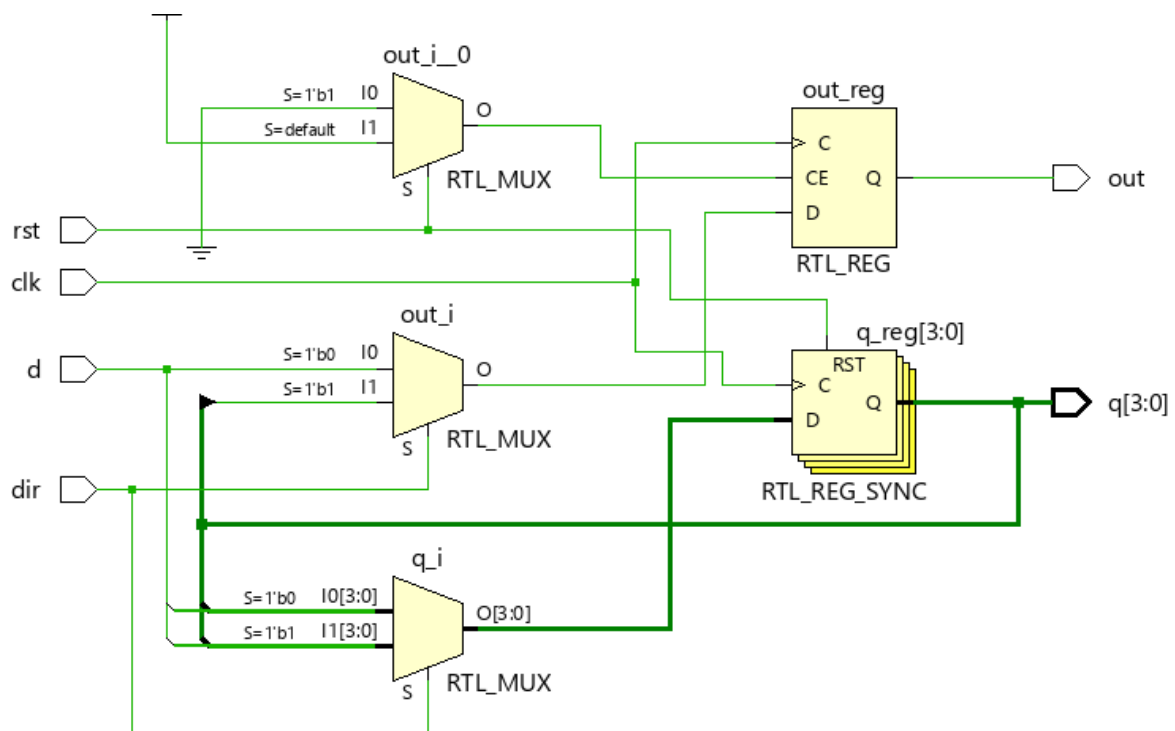 out_i__0
S=1'b1 I0
S=default I1
O
S
RTL_MUX
out_reg
C
CE Q
D
RTL_REG
out
rst
clk
d
dir
out_i
S=1'b0 I0
S=1'b1 I1
O
S
RTL_MUX
q_reg[3:0]
RST
C
Q
D
RTL_REG_SYNC
q[3:0]
q_i
S=1'b0 I0[3:0]
S=1'b1 I1[3:0]
O[3:0]
S
RTL_MUX